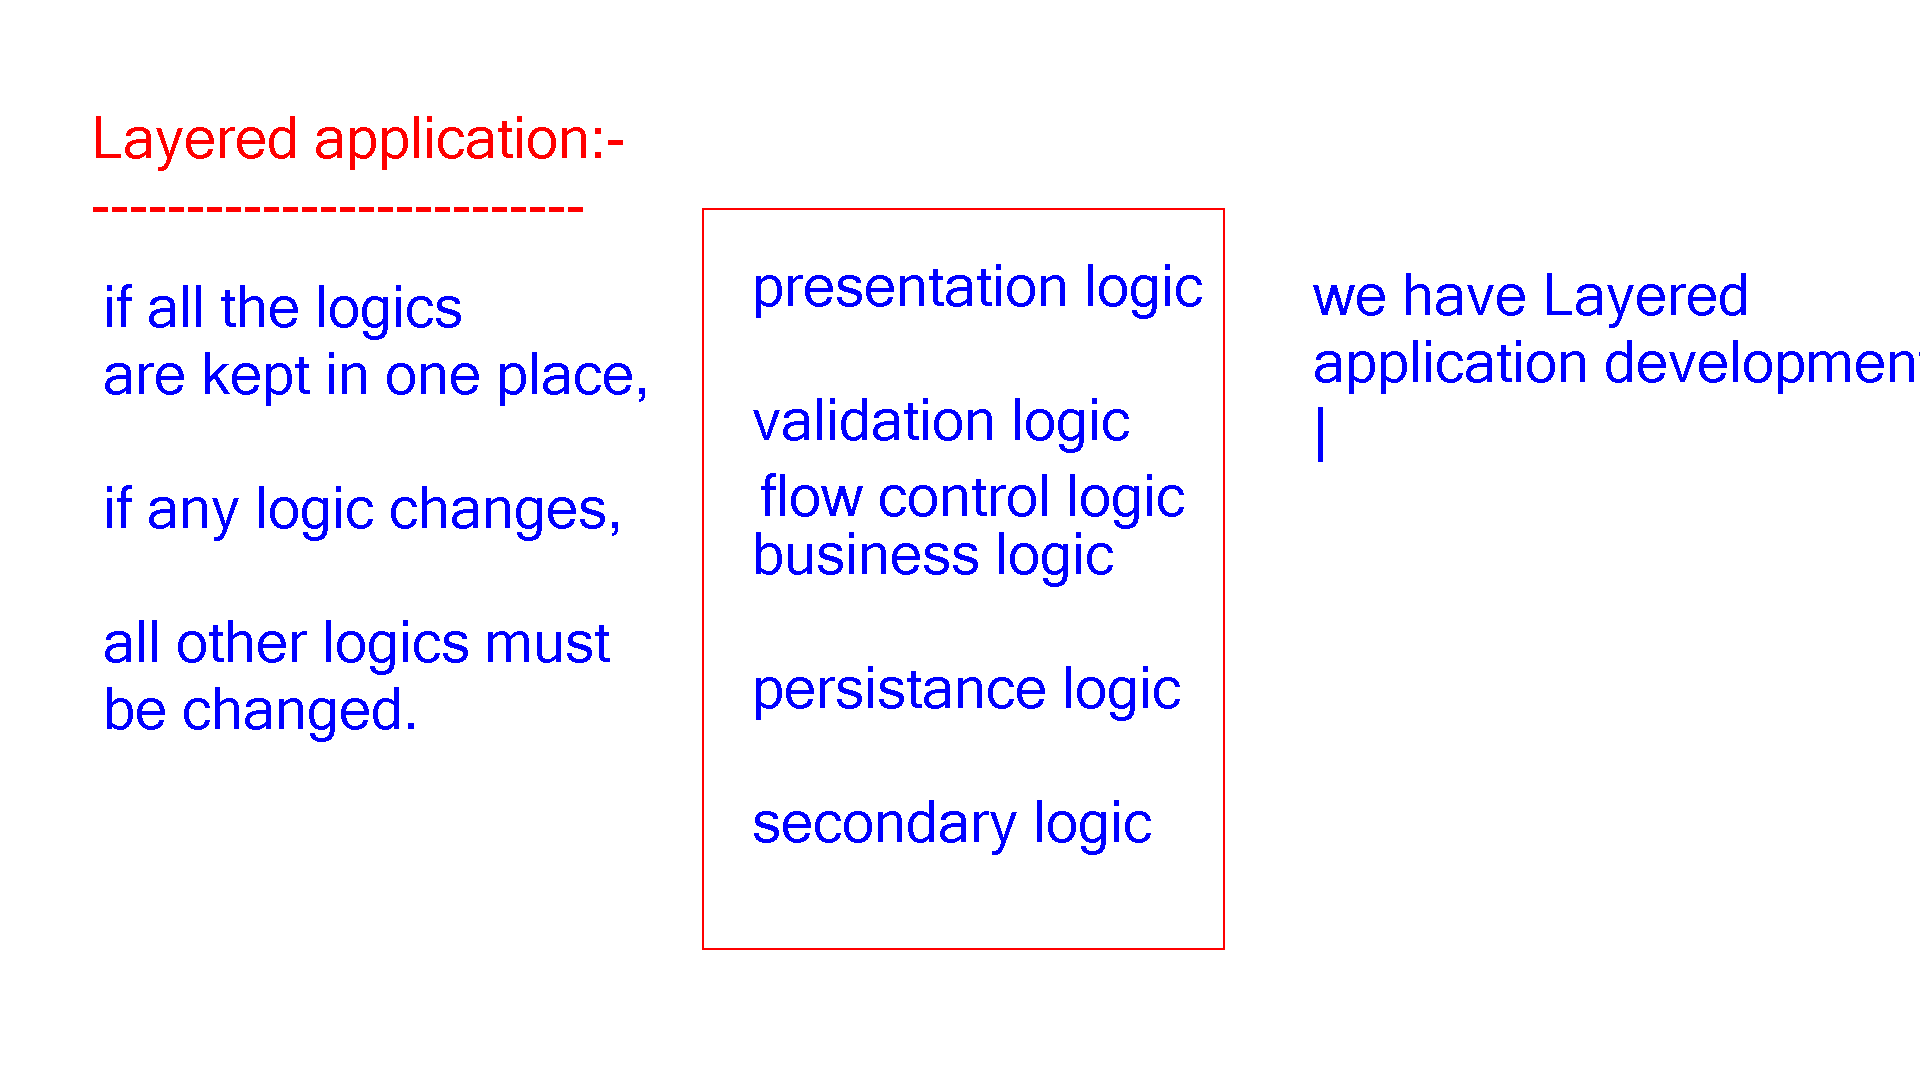 Layered application:-
--------------------------
if all the logics
are kept in one place,
if any logic changes,
all other logics must
be changed.
presentation logic
validation logic
flow control logic
business logic
persistance logic
secondary logic
we have Layered
application development
|